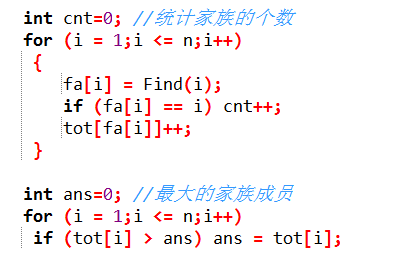 int cnt=0; //统计家族的个数
for (i = 1;i <= n;i++)
{
fa[i] = Find(i);
if (fa[i] == i) cnt++;
tot[fa[i]]++;
}
int ans=0; //最大的家族成员
for (i = 1;i <= n;i++)
if (tot[i] > ans) ans = tot[i];